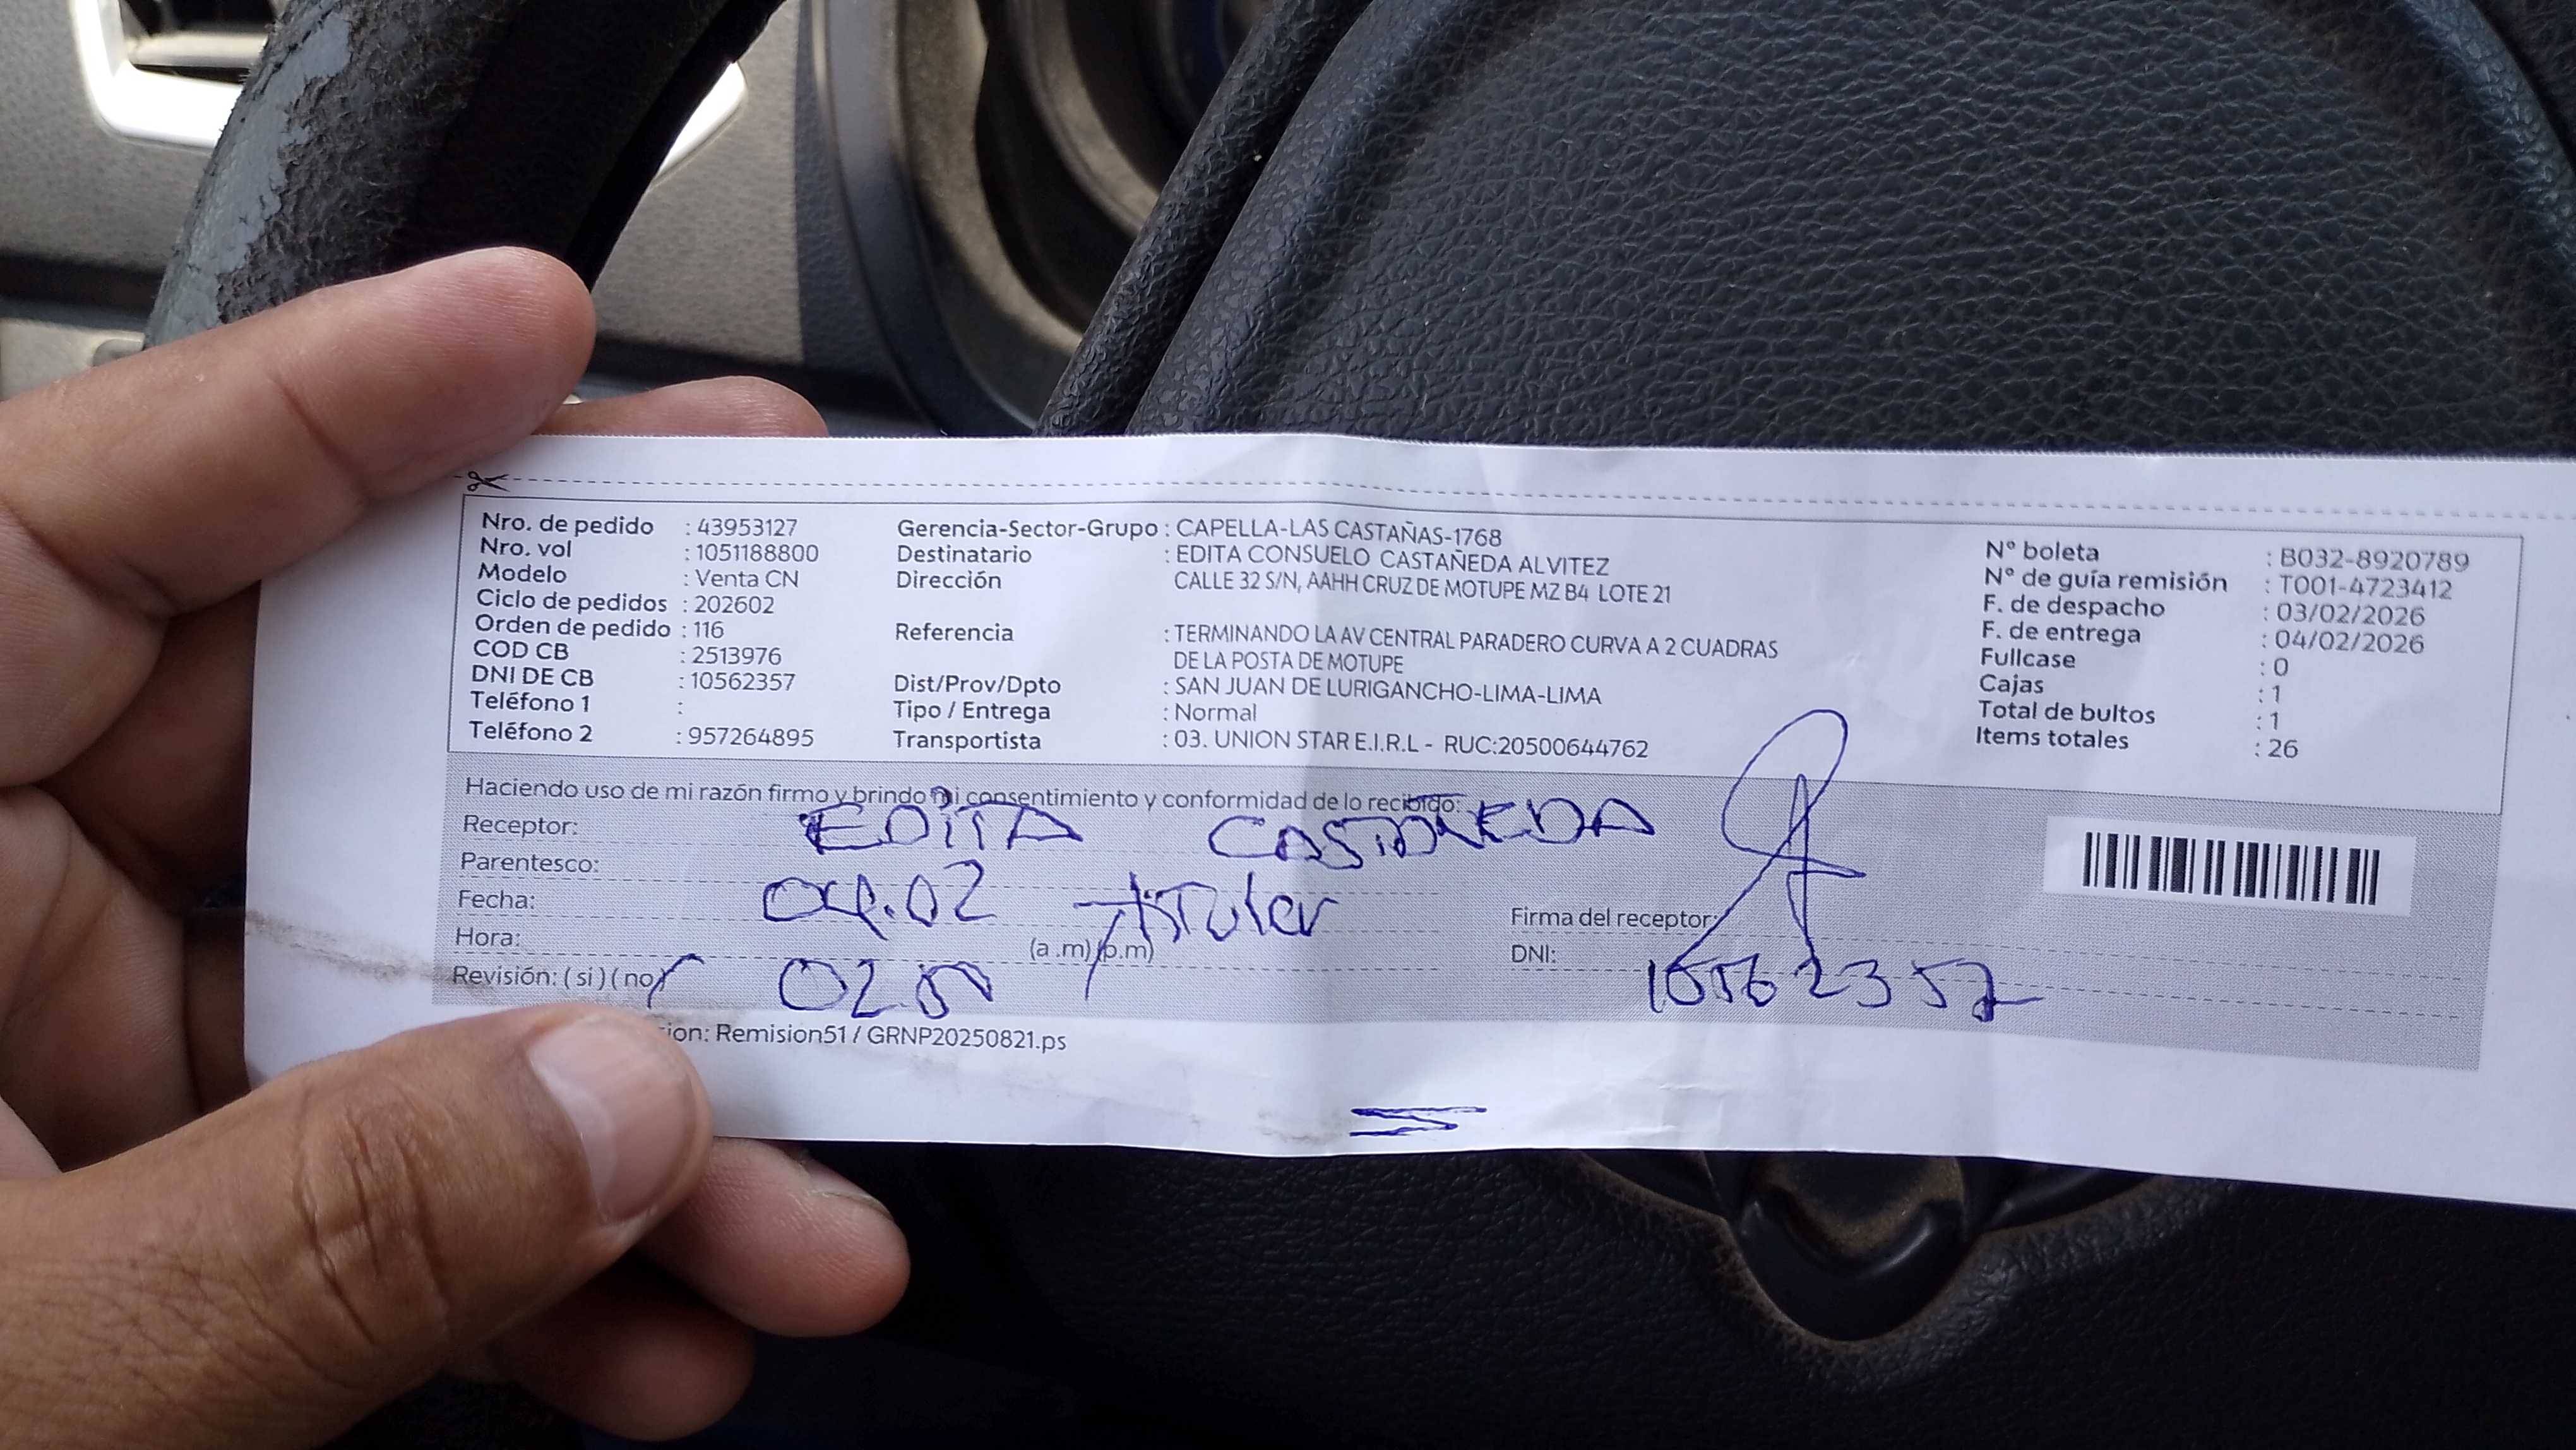 Nro. de pedido : 43953127
Nro. vol : 1051188800
Modelo : Venta CN
Ciclo de pedidos : 202602
Orden de pedido : 116
COD CB : 2513976
DNI DE CB : 10562357
Teléfono 1 :
Teléfono 2 : 957264895
Gerencia-Sector-Grupo : CAPELLA-LAS CASTAÑAS-1768
Destinatario : EDITA CONSUELO CASTAÑEDA ALVITEZ
Dirección CALLE 32 S/N, AAHH CRUZ DE MOTUPE MZ B4 LOTE 21
Referencia : TERMINANDO LA AV CENTRAL PARADERO CURVA A 2 CUADRAS
DE LA POSTA DE MOTUPE
Dist/Prov/Dpto : SAN JUAN DE LURIGANCHO-LIMA-LIMA
Tipo / Entrega : Normal
Transportista : 03. UNION STAR E.I.R.L - RUC:20500644762
N° boleta : B032-8920789
N° de guía remisión : T001-4723412
F. de despacho : 03/02/2026
F. de entrega : 04/02/2026
Fullcase : 0
Cajas : 1
Total de bultos : 1
Items totales : 26
Haciendo uso de mi razón firmo y brindo mi consentimiento y conformidad de lo recibido:
Receptor: EDITA CASTAÑEDA
Parentesco: Titular
Fecha: 04.02
Hora: (a.m) (p.m)
Revisión: ( si ) ( no ) 02.50
Firma del receptor:
DNI: 10562357
ion: Remision51 / GRNP20250821.ps